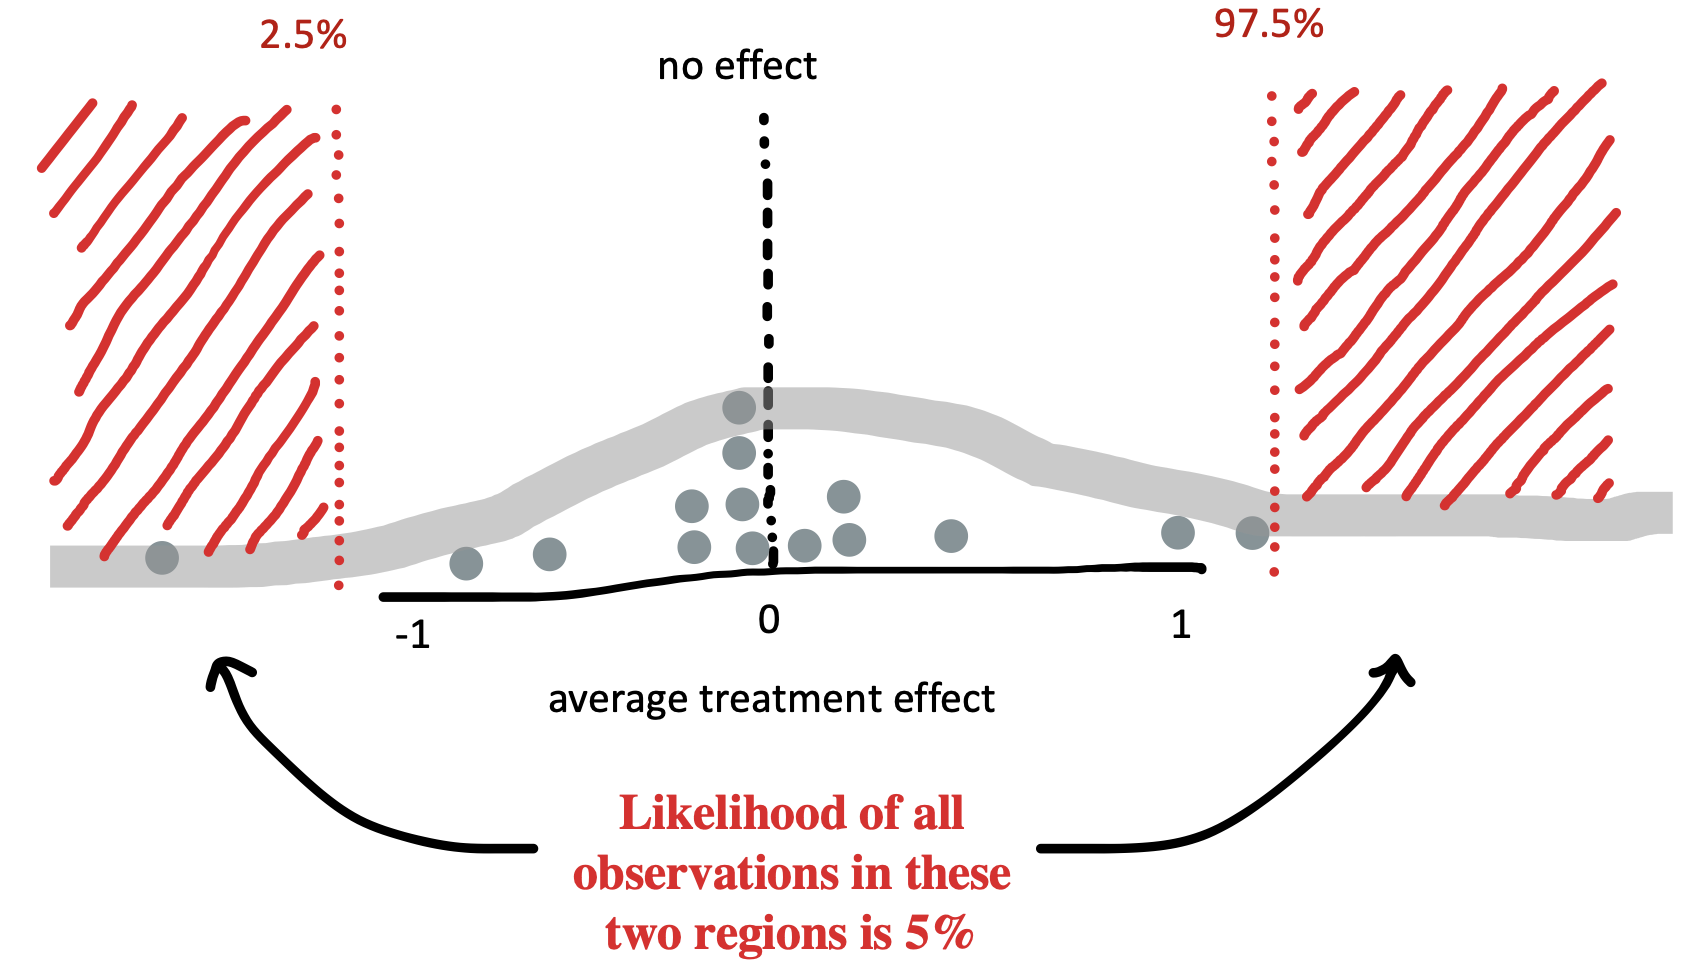 2.5%
97.5%
no effect
-1
0
1
average treatment effect
Likelihood of all
observations in these
two regions is 5%